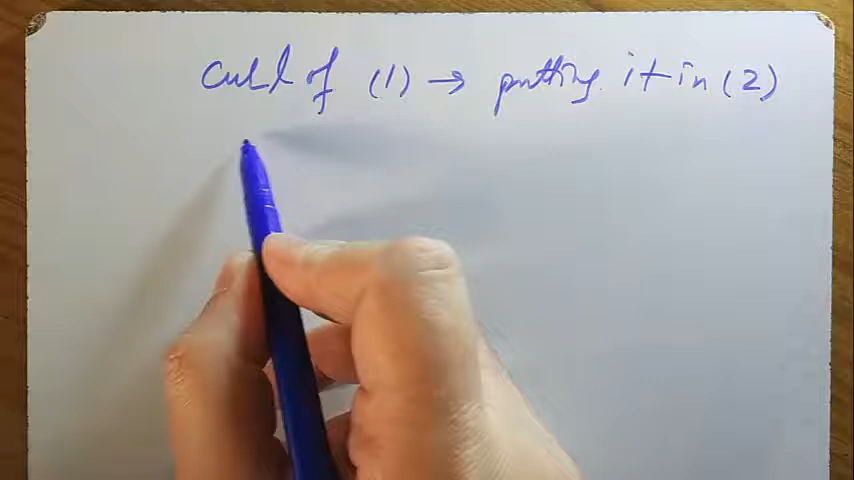 Curl of (1) → putting it in (2)